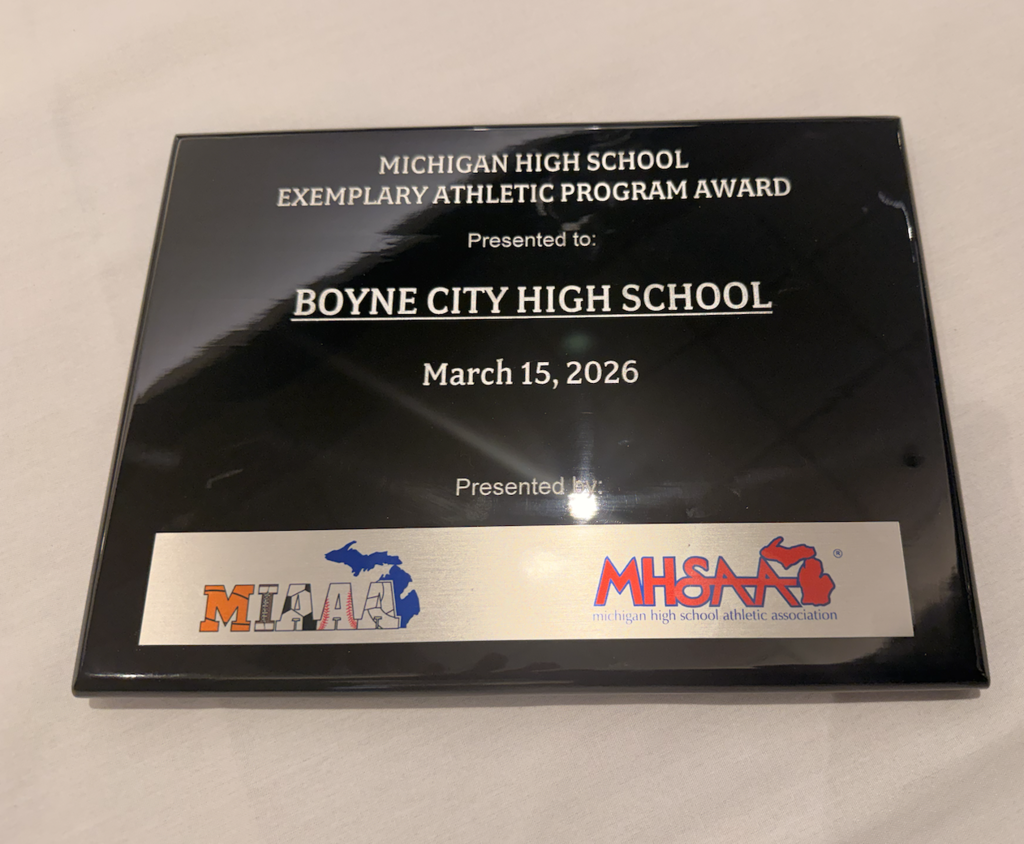 MICHIGAN HIGH SCHOOL
EXEMPLARY ATHLETIC PROGRAM AWARD
Presented to:
BOYNE CITY HIGH SCHOOL
March 15, 2026
Presented by:
MIAAA
MHSAA®
michigan high school athletic association